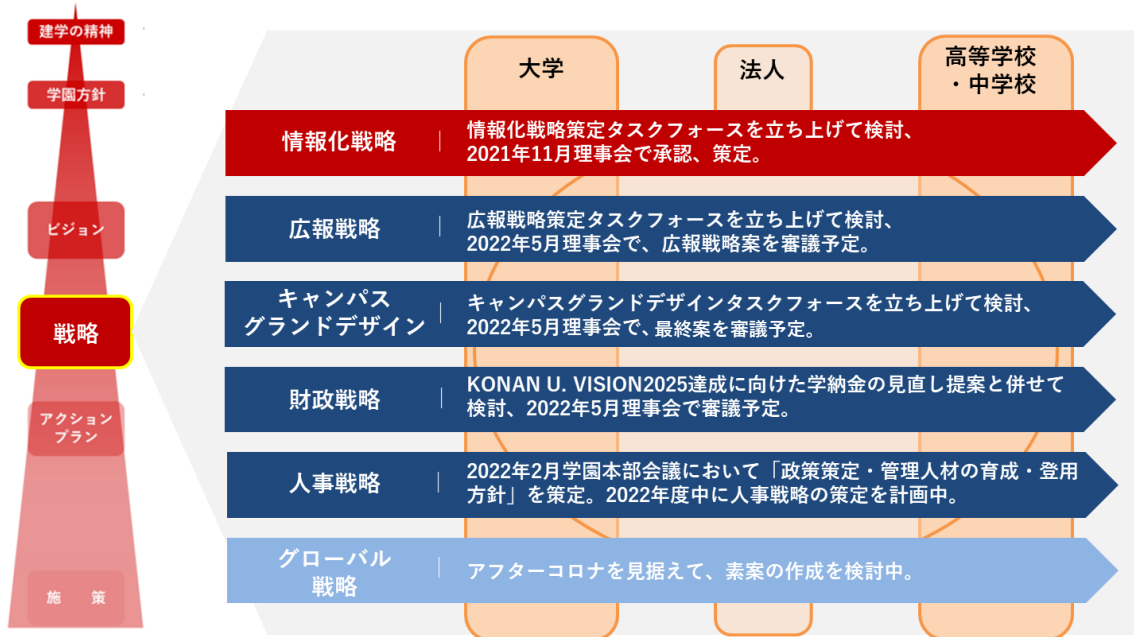 建学の精神
学園方針
ビジョン
戦略
アクション
プラン
施 策
大学
法人
高等学校
・中学校
情報化戦略
情報化戦略策定タスクフォースを立ち上げて検討、
2021年11月理事会で承認、策定。
広報戦略
広報戦略策定タスクフォースを立ち上げて検討、
2022年5月理事会で、広報戦略案を審議予定。
キャンパス
グランドデザイン
キャンパスグランドデザインタスクフォースを立ち上げて検討、
2022年5月理事会で、最終案を審議予定。
財政戦略
KONAN U. VISION2025達成に向けた学納金の見直し提案と併せて
検討、2022年5月理事会で審議予定。
人事戦略
2022年2月学園本部会議において「政策策定・管理人材の育成・登用
方針」を策定。2022年度中に人事戦略の策定を計画中。
グローバル
戦略
アフターコロナを見据えて、素案の作成を検討中。